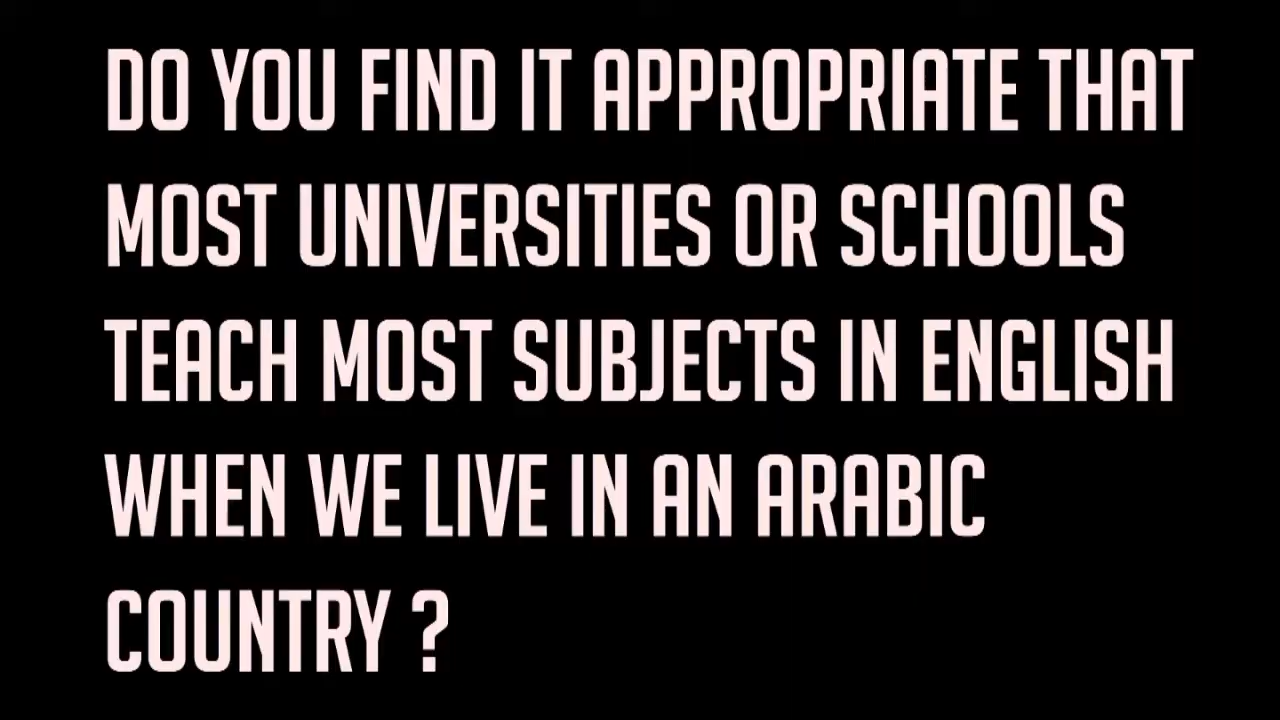 DO YOU FIND IT APPROPRIATE THAT
MOST UNIVERSITIES OR SCHOOLS
TEACH MOST SUBJECTS IN ENGLISH
WHEN WE LIVE IN AN ARABIC
COUNTRY ?